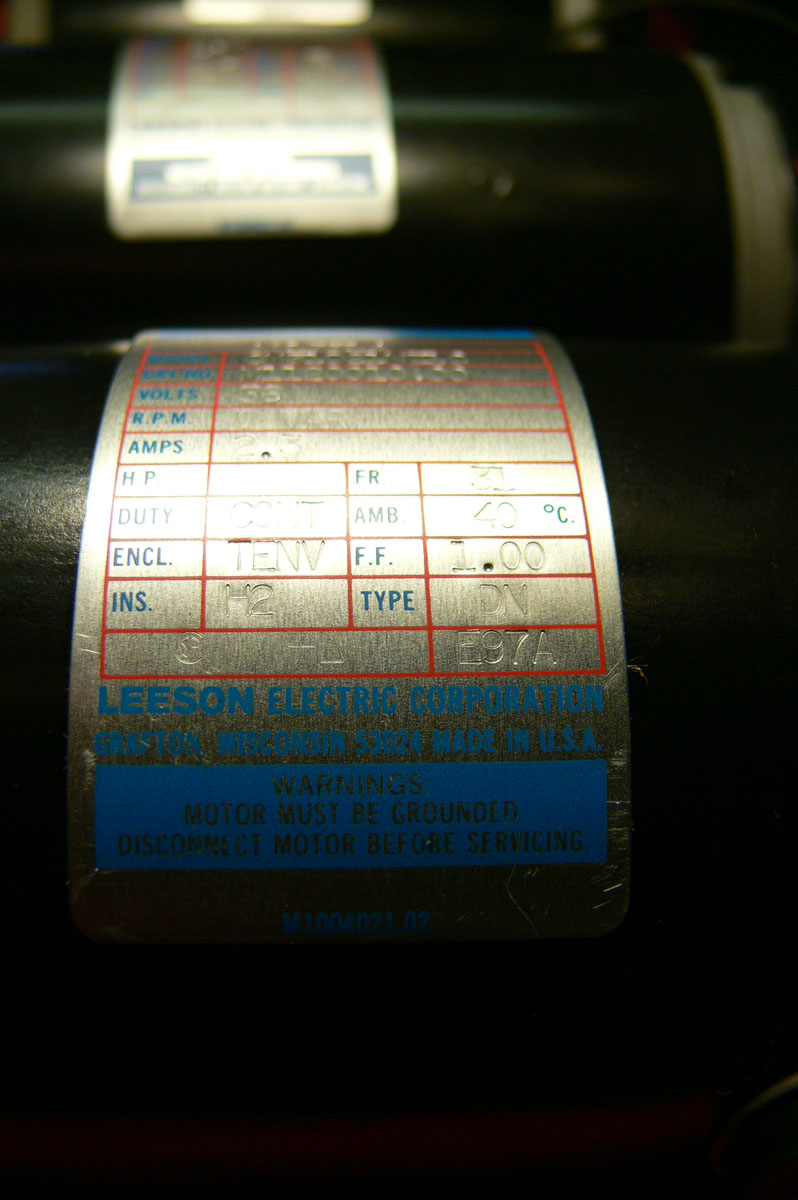 MODEL
CAT. NO.
VOLTS
R.P.M. VAR
AMPS 2.3
H.P. FR 31
DUTY CONT AMB. 40 °C.
ENCL. TENV F.F. 1.00
INS. H2 TYPE DN
E97A
LEESON ELECTRIC CORPORATION
GRAFTON, WISCONSIN 53024 MADE IN U.S.A.
WARNINGS
MOTOR MUST BE GROUNDED.
DISCONNECT MOTOR BEFORE SERVICING.
M1004021.02